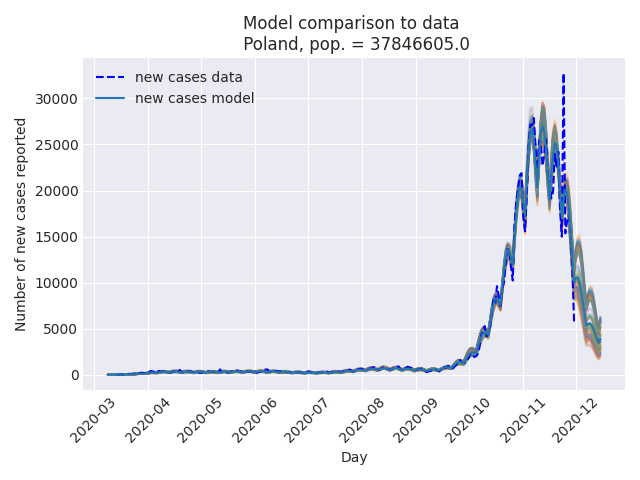 Model comparison to data
Poland, pop. = 37846605.0
new cases data
new cases model
30000
25000
20000
15000
10000
5000
0
Number of new cases reported
2020-03
2020-04
2020-05
2020-06
2020-07
2020-08
2020-09
2020-10
2020-11
2020-12
Day